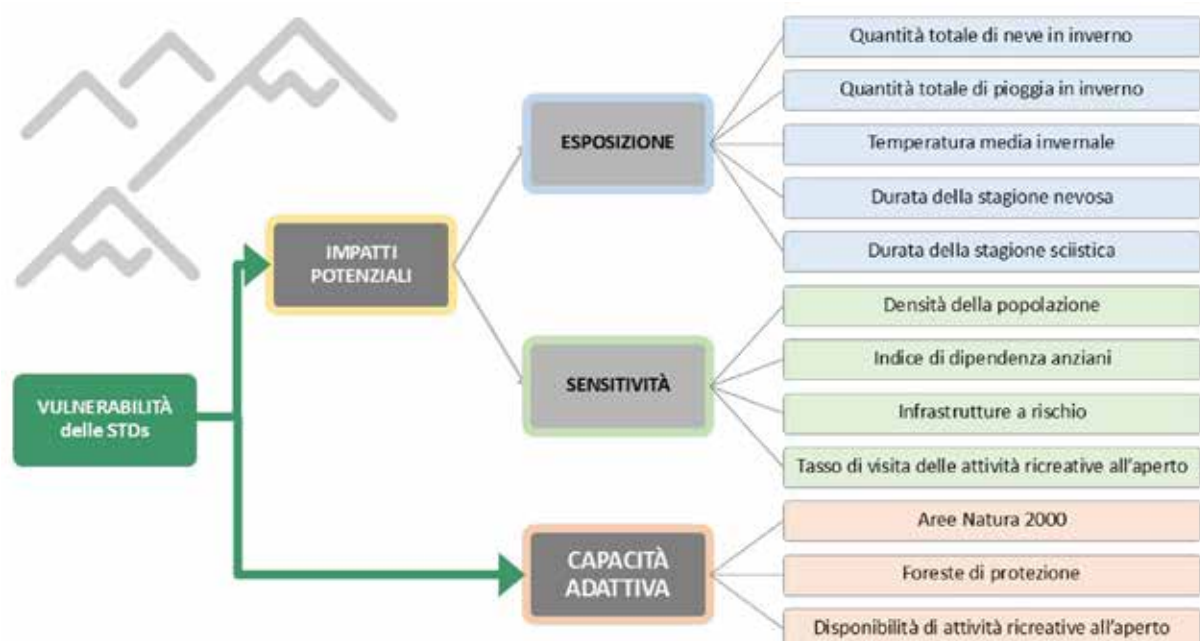 Quantità totale di neve in inverno
Quantità totale di pioggia in inverno
ESPOSIZIONE
Temperatura media invernale
Durata della stagione nevosa
IMPATTI
POTENZIALI
Durata della stagione sciistica
Densità della popolazione
Indice di dipendenza anziani
SENSITIVITÀ
VULNERABILITÀ
delle STDs
Infrastrutture a rischio
Tasso di visita delle attività ricreative all'aperto
Aree Natura 2000
CAPACITÀ
ADATTIVA
Foreste di protezione
Disponibilità di attività ricreative all'aperto